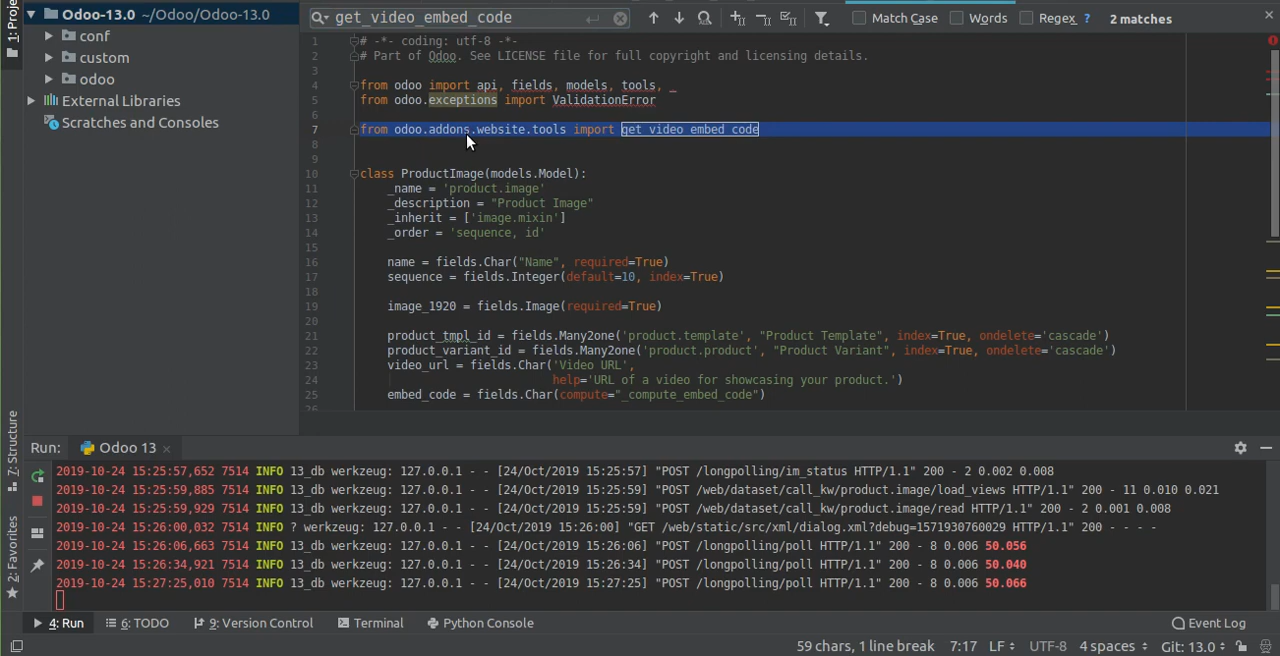 1: Proje
Odoo-13.0 ~/Odoo/Odoo-13.0
conf
custom
odoo
External Libraries
Scratches and Consoles
get_video_embed_code
Match Case Words Regex ? 2 matches
1 # -*- coding: utf-8 -*-
2 # Part of Odoo. See LICENSE file for full copyright and licensing details.
3
4 from odoo import api, fields, models, tools, _
5 from odoo.exceptions import ValidationError
6
7 from odoo.addons.website.tools import get_video_embed_code
8
9
10 class ProductImage(models.Model):
11 _name = 'product.image'
12 _description = "Product Image"
13 _inherit = ['image.mixin']
14 _order = 'sequence, id'
15
16 name = fields.Char("Name", required=True)
17 sequence = fields.Integer(default=10, index=True)
18
19 image_1920 = fields.Image(required=True)
20
21 product_tmpl_id = fields.Many2one('product.template', "Product Template", index=True, ondelete='cascade')
22 product_variant_id = fields.Many2one('product.product', "Product Variant", index=True, ondelete='cascade')
23 video_url = fields.Char('Video URL',
24 help='URL of a video for showcasing your product.')
25 embed_code = fields.Char(compute="_compute_embed_code")
26
7: Structure
2: Favorites
Run: Odoo 13
2019-10-24 15:25:57,652 7514 INFO 13_db werkzeug: 127.0.0.1 - - [24/Oct/2019 15:25:57] "POST /longpolling/im_status HTTP/1.1" 200 - 2 0.002 0.008
2019-10-24 15:25:59,885 7514 INFO 13_db werkzeug: 127.0.0.1 - - [24/Oct/2019 15:25:59] "POST /web/dataset/call_kw/product.image/load_views HTTP/1.1" 200 - 11 0.010 0.021
2019-10-24 15:25:59,929 7514 INFO 13_db werkzeug: 127.0.0.1 - - [24/Oct/2019 15:25:59] "POST /web/dataset/call_kw/product.image/read HTTP/1.1" 200 - 2 0.001 0.008
2019-10-24 15:26:00,032 7514 INFO ? werkzeug: 127.0.0.1 - - [24/Oct/2019 15:26:00] "GET /web/static/src/xml/dialog.xml?debug=1571930760029 HTTP/1.1" 200 - - - -
2019-10-24 15:26:06,663 7514 INFO 13_db werkzeug: 127.0.0.1 - - [24/Oct/2019 15:26:06] "POST /longpolling/poll HTTP/1.1" 200 - 8 0.006 50.056
2019-10-24 15:26:34,921 7514 INFO 13_db werkzeug: 127.0.0.1 - - [24/Oct/2019 15:26:34] "POST /longpolling/poll HTTP/1.1" 200 - 8 0.006 50.040
2019-10-24 15:27:25,010 7514 INFO 13_db werkzeug: 127.0.0.1 - - [24/Oct/2019 15:27:25] "POST /longpolling/poll HTTP/1.1" 200 - 8 0.006 50.066
4: Run 6: TODO 9: Version Control Terminal Python Console Event Log
59 chars, 1 line break 7:17 LF UTF-8 4 spaces Git: 13.0